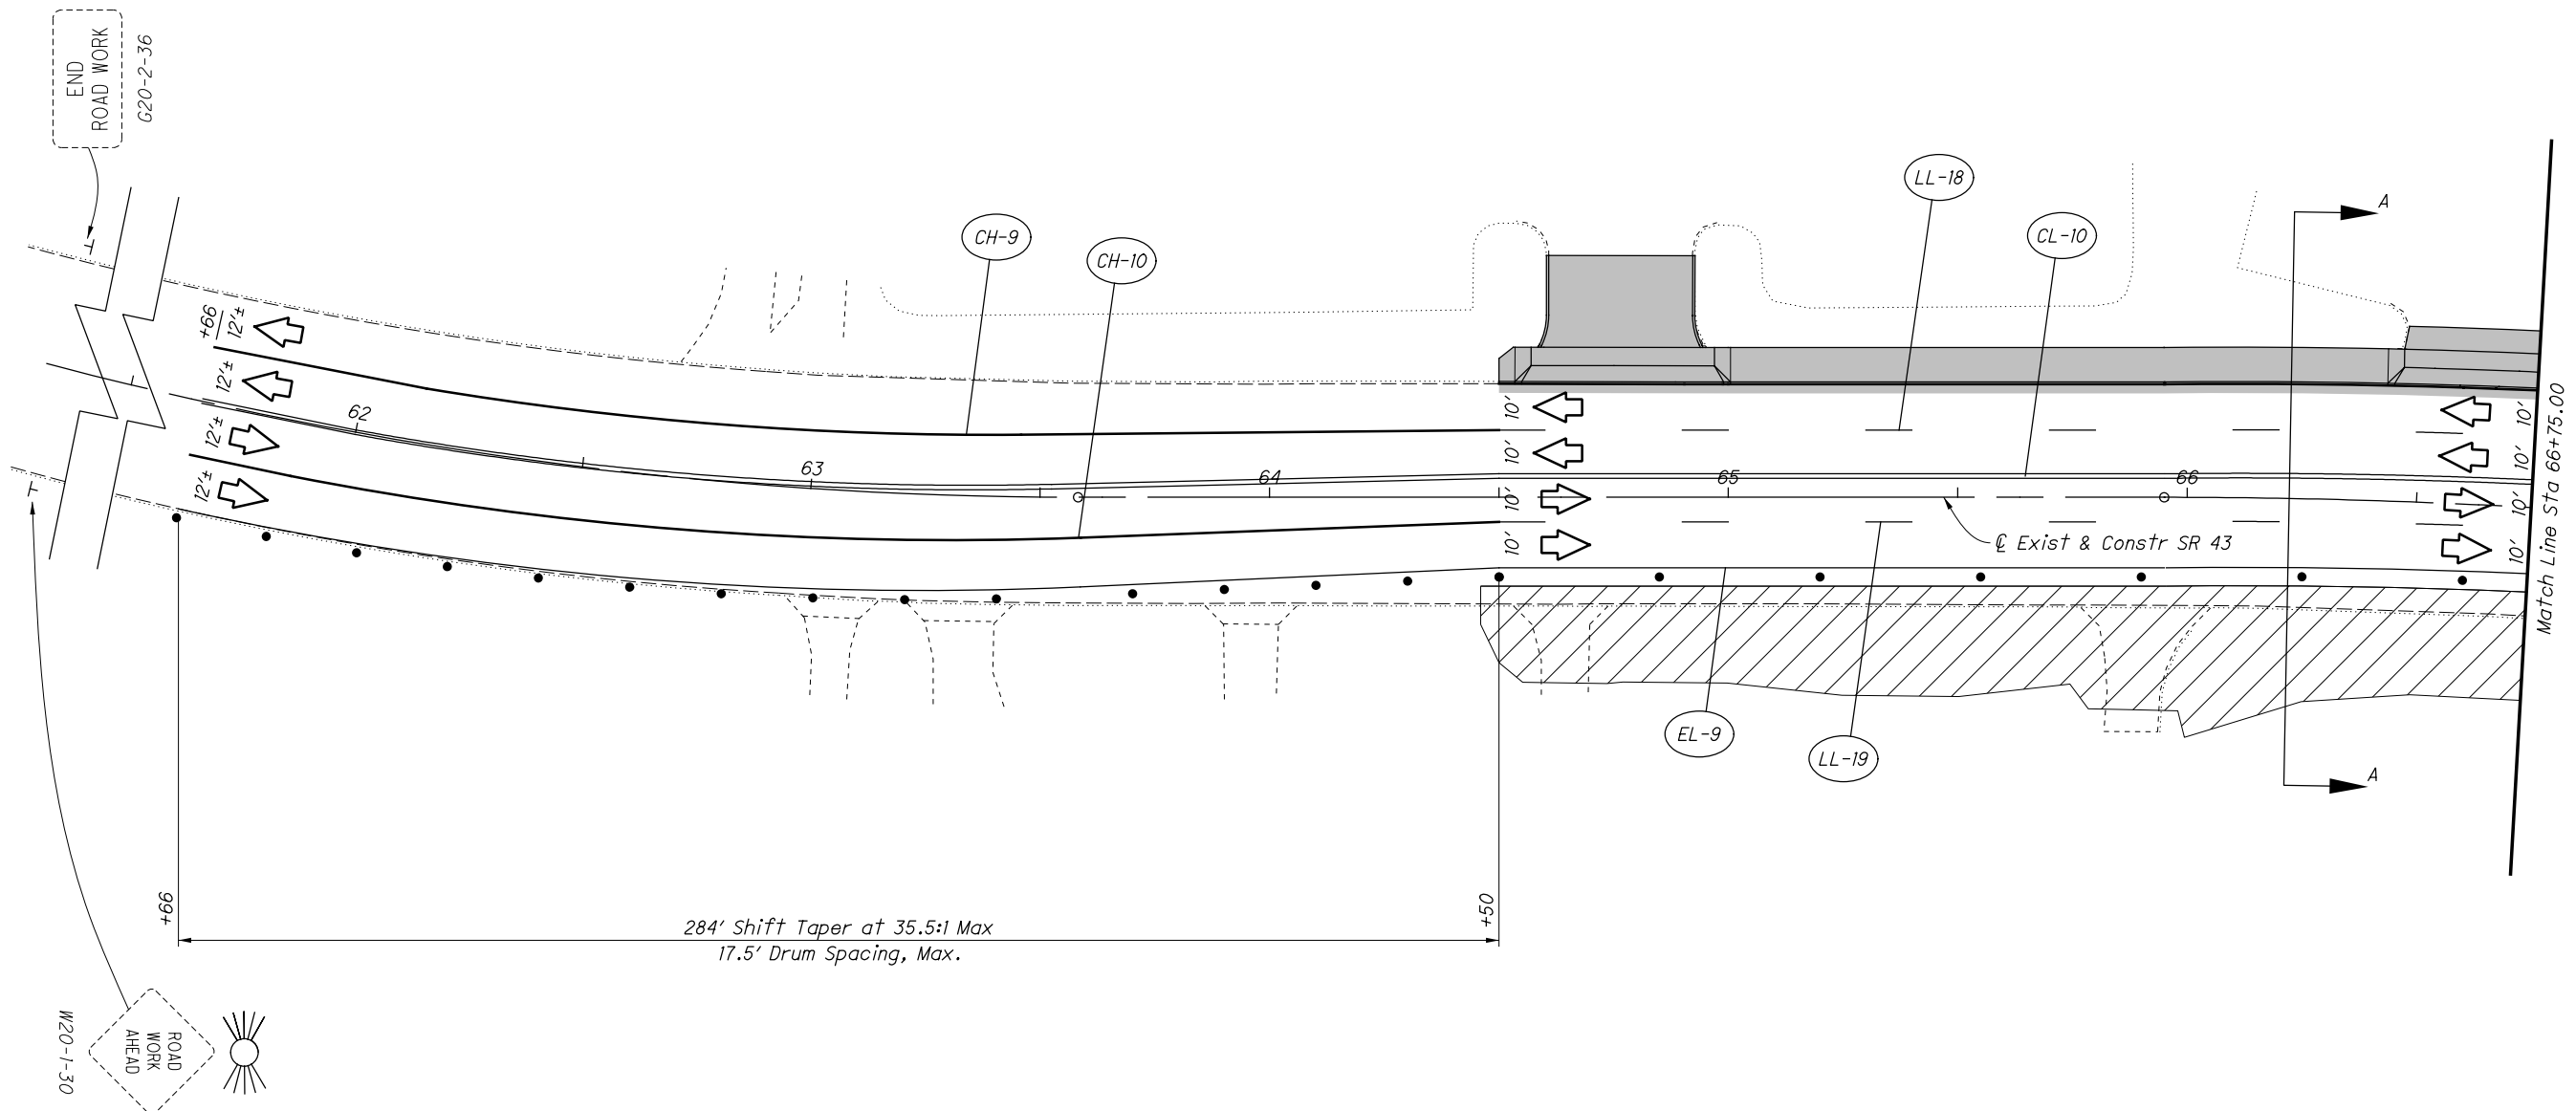 END
ROAD WORK
G20-2-36
+66
12'±
12'±
12'±
12'±
62
63
64
65
66
CH-9
CH-10
LL-18
CL-10
A
10'
10'
10'
10'
10'
10'
10'
10'
℄ Exist & Constr SR 43
Match Line Sta 66+75.00
EL-9
LL-19
A
+66
+50
284' Shift Taper at 35.5:1 Max
17.5' Drum Spacing, Max.
ROAD
WORK
AHEAD
W20-1-30